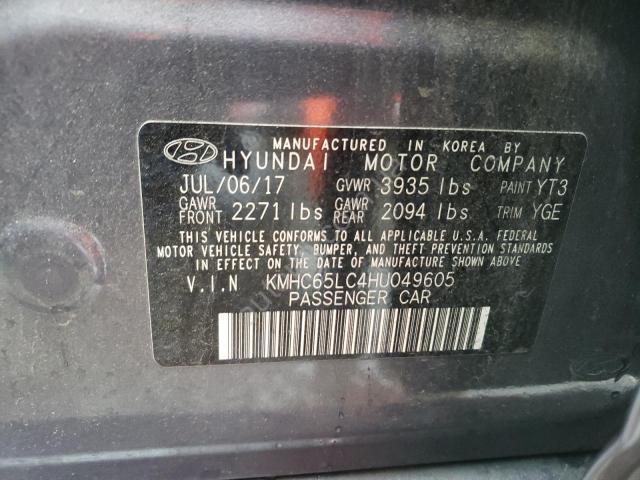 MANUFACTURED IN KOREA BY
HYUNDAI MOTOR COMPANY
JUL/06/17 GVWR 3935 lbs PAINT YT3
GAWR FRONT 2271 lbs GAWR REAR 2094 lbs TRIM YGE
THIS VEHICLE CONFORMS TO ALL APPLICABLE U.S.A. FEDERAL
MOTOR VEHICLE SAFETY, BUMPER, AND THEFT PREVENTION STANDARDS
IN EFFECT ON THE DATE OF MANUFACTURE SHOWN ABOVE.
V.I.N KMHC65LC4HU049605
PASSENGER CAR